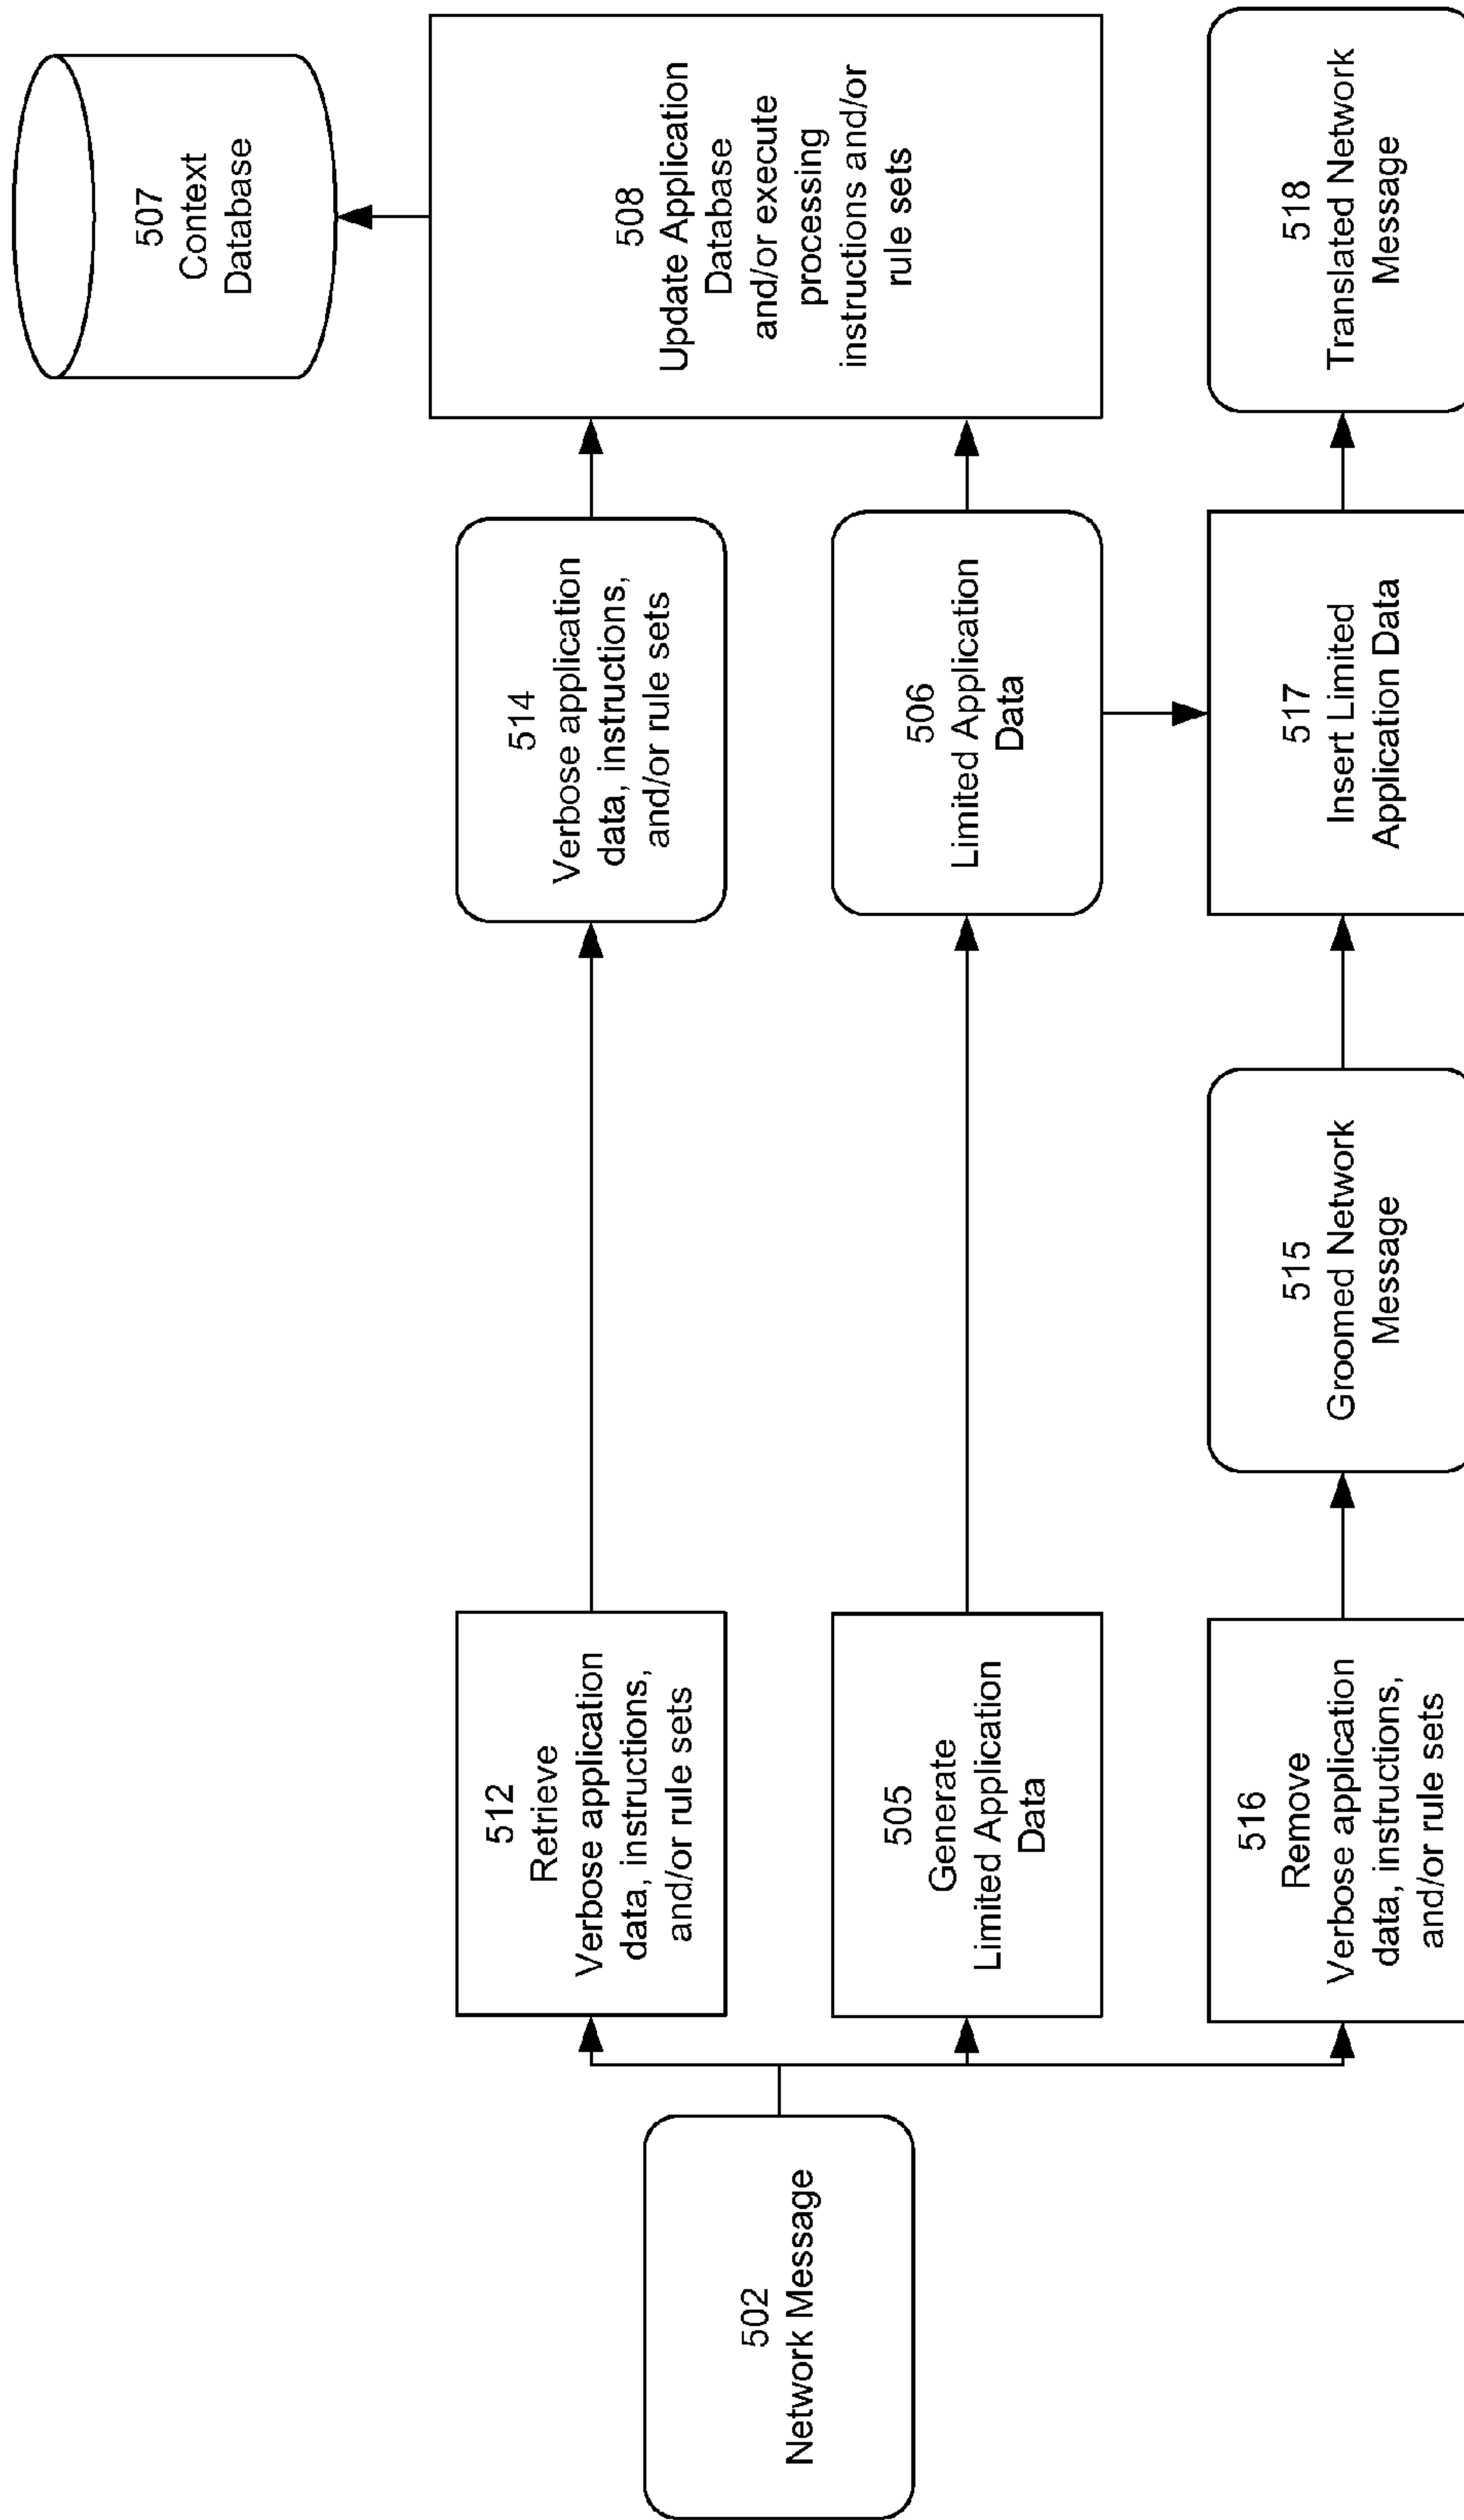 502
Network Message
512
Retrieve
Verbose application
data, instructions,
and/or rule sets
514
Verbose application
data, instructions,
and/or rule sets
507
Context
Database
508
Update Application
Database
and/or execute
processing
instructions and/or
rule sets
505
Generate
Limited Application
Data
506
Limited Application
Data
516
Remove
Verbose application
data, instructions,
and/or rule sets
515
Groomed Network
Message
517
Insert Limited
Application Data
518
Translated Network
Message